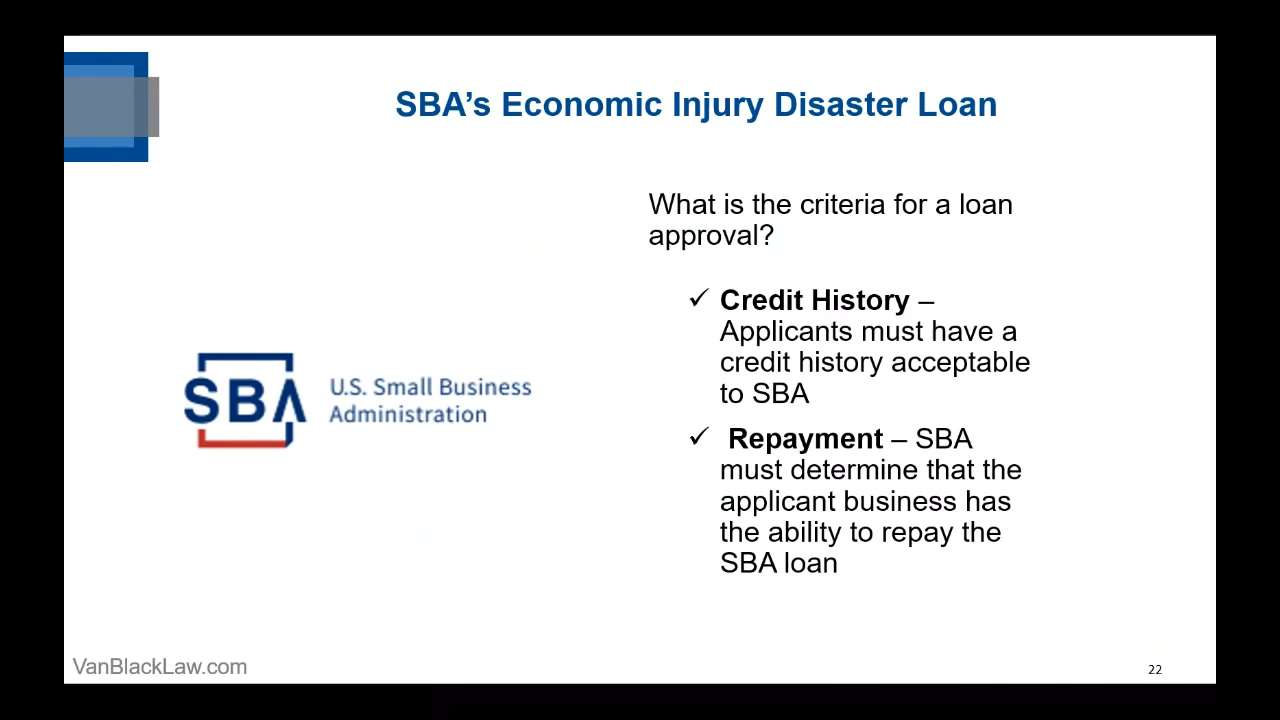 SBA’s Economic Injury Disaster Loan
What is the criteria for a loan
approval?
✓ Credit History –
Applicants must have a
credit history acceptable
to SBA
✓ Repayment – SBA
must determine that the
applicant business has
the ability to repay the
SBA loan
SBA
U.S. Small Business
Administration
VanBlackLaw.com
22